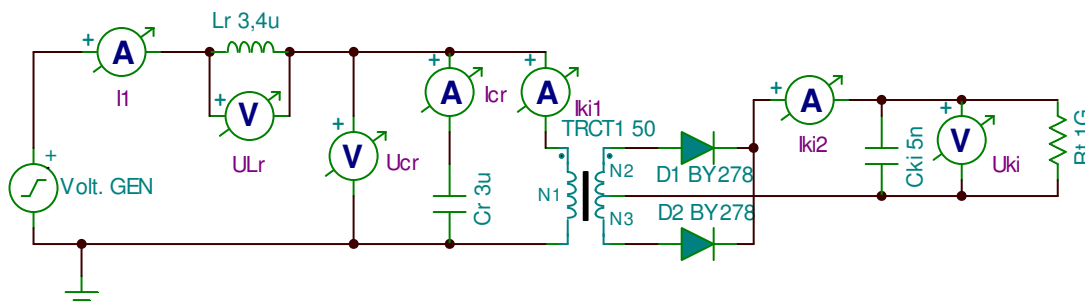 Lr 3,4u
+
A
I1
+
V
ULr
+
V
Ucr
+
A
Icr
+
A
Iki1
+
Volt. GEN
Cr 3u
TRCT1 50
N1
N2
N3
D1 BY278
D2 BY278
+
A
Iki2
Cki 5n
+
V
Uki
Rt 1G